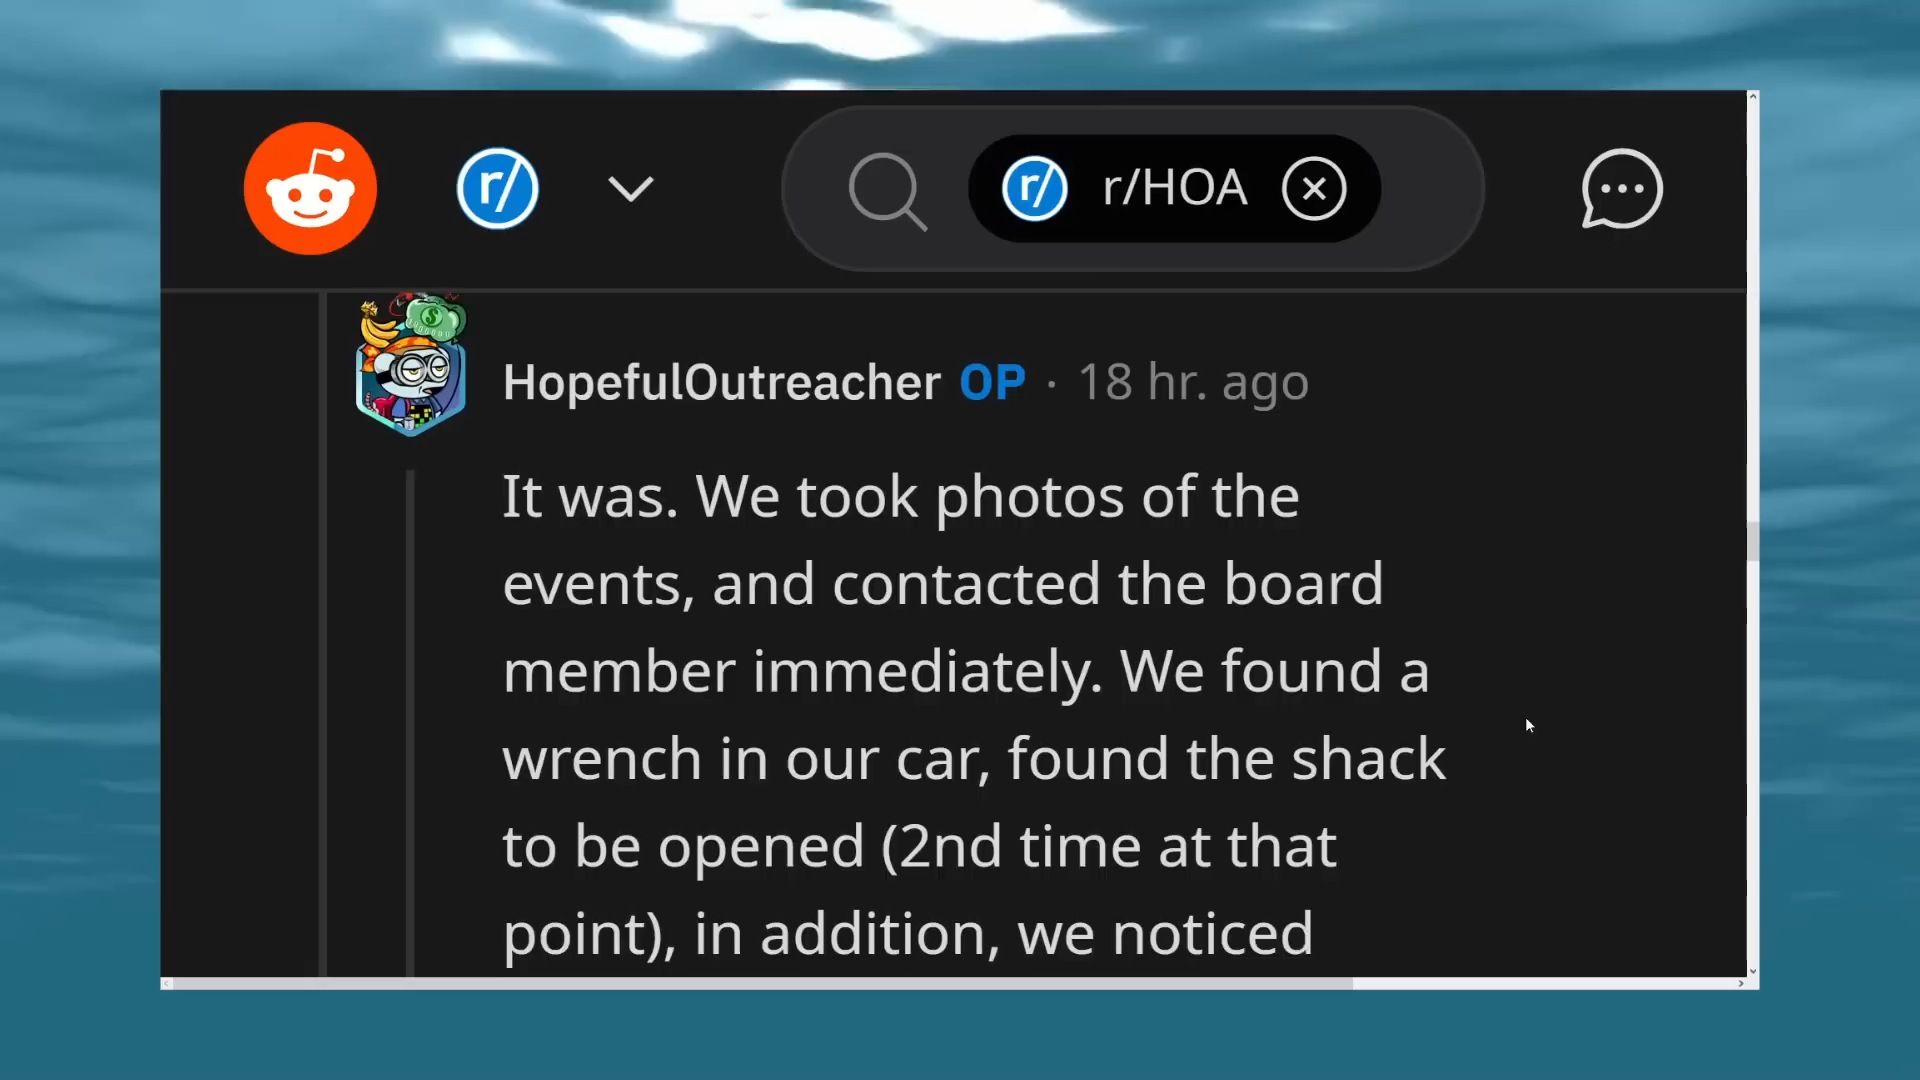 r/ r/ r/HOA
HopefulOutreacher OP · 18 hr. ago
It was. We took photos of the
events, and contacted the board
member immediately. We found a
wrench in our car, found the shack
to be opened (2nd time at that
point), in addition, we noticed